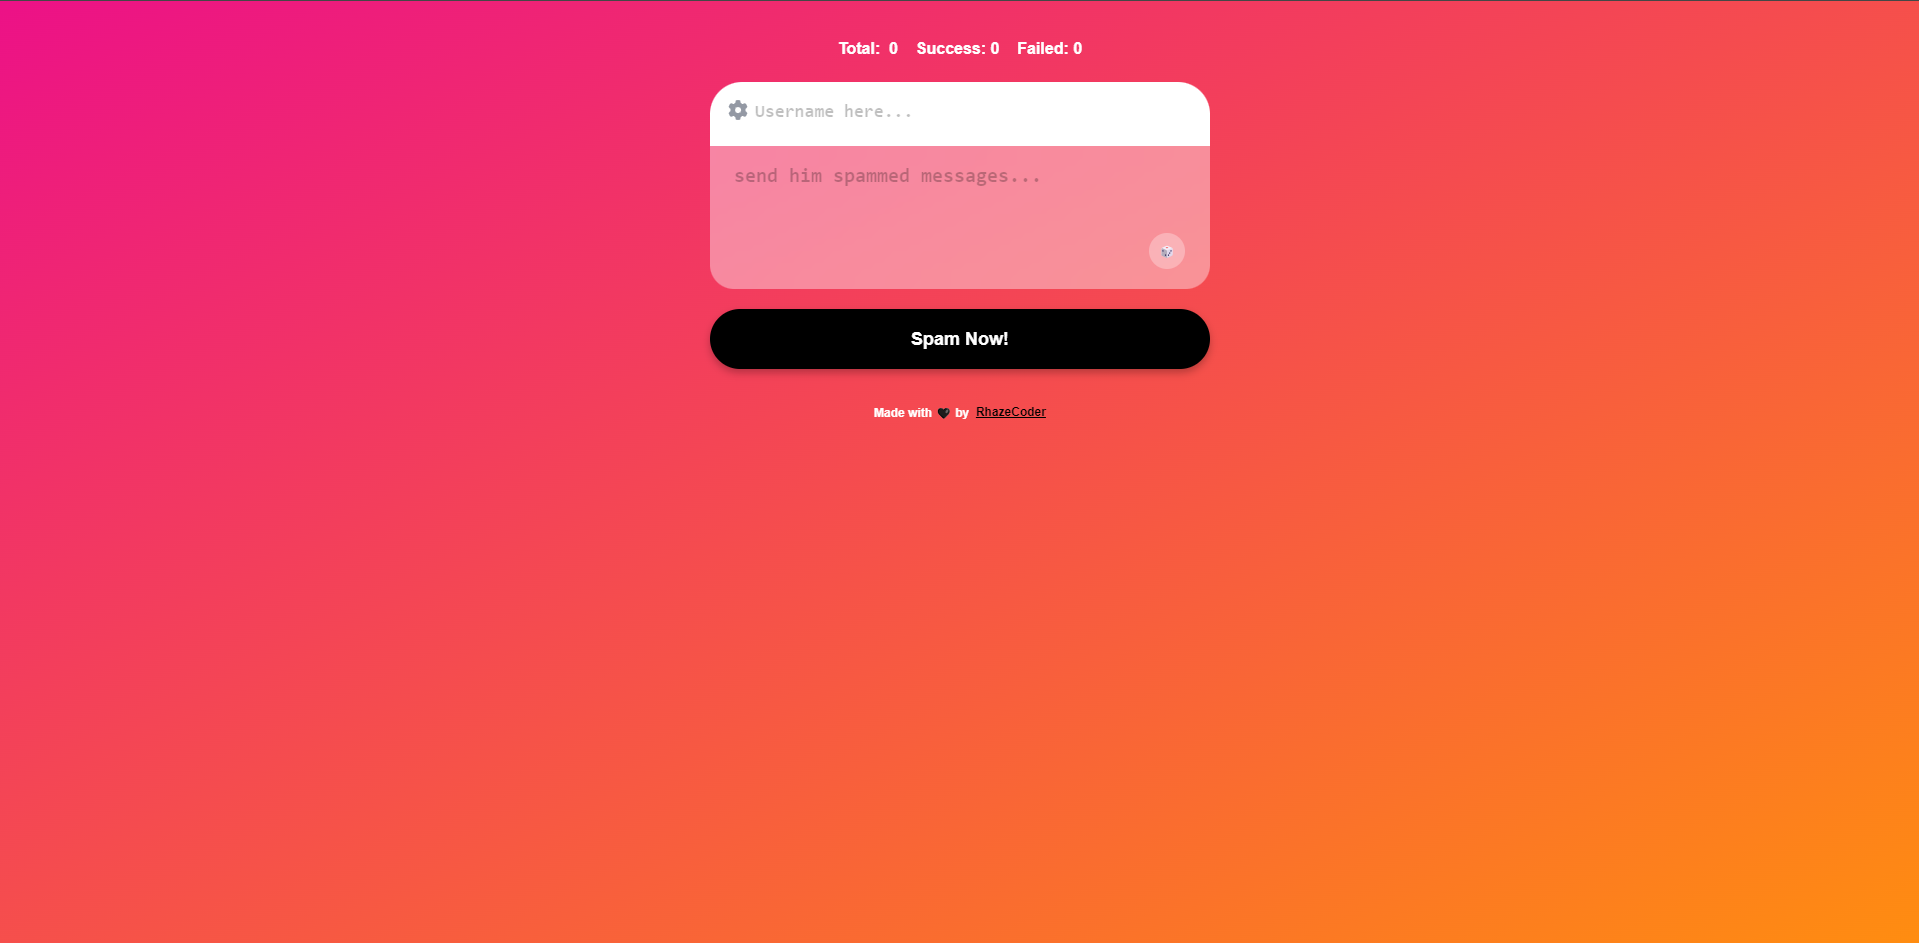 Total: 0 Success: 0 Failed: 0
Username here...
send him spammed messages...
Spam Now!
Made with 🖤 by RhazeCoder